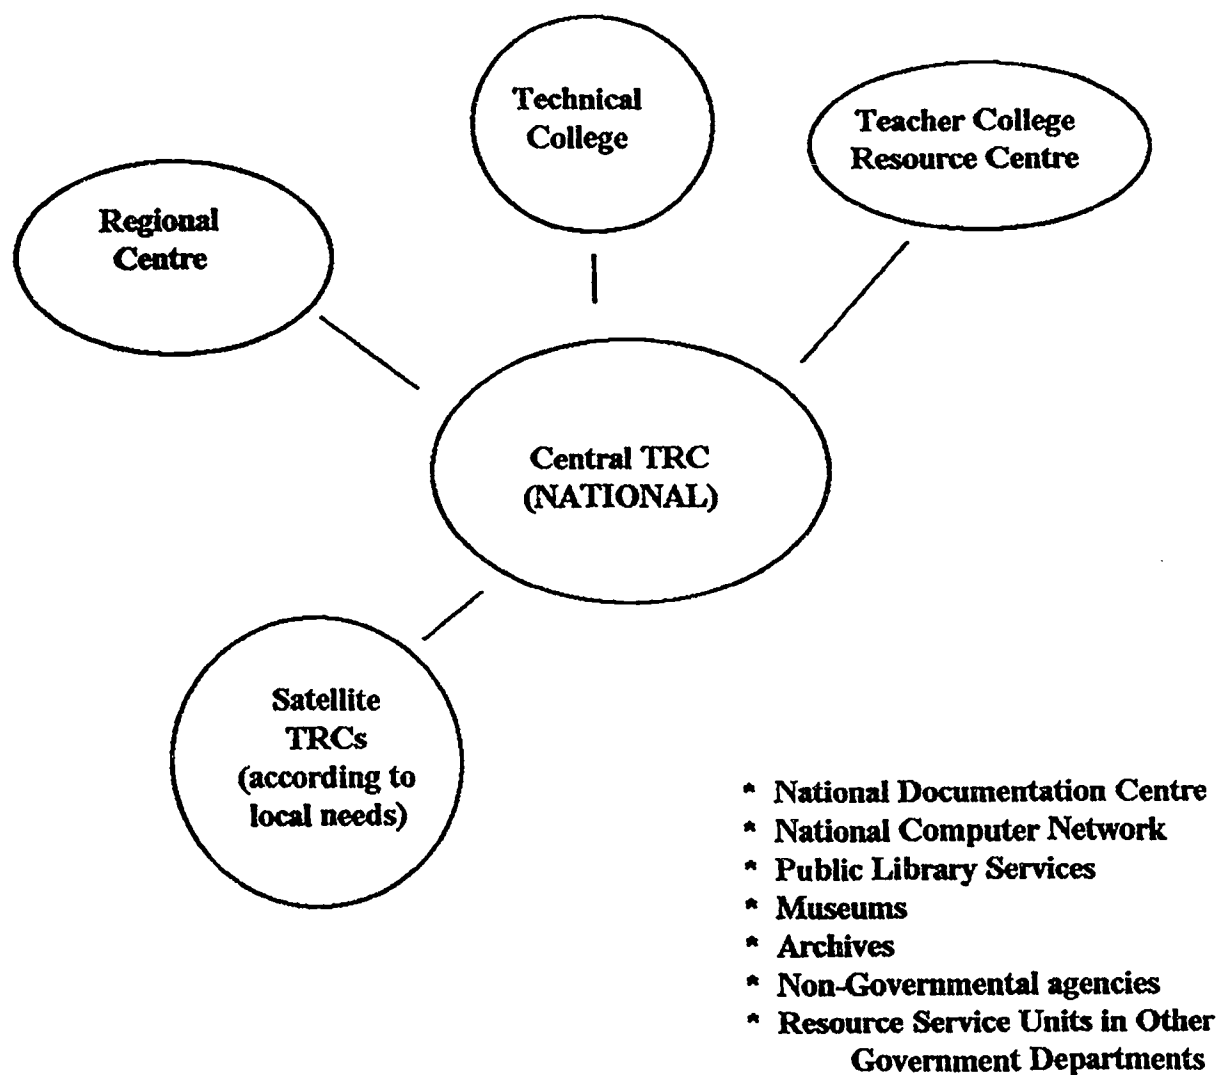 Technical
College
Teacher College
Resource Centre
Regional
Centre
Central TRC
(NATIONAL)
Satellite
TRCs
(according to
local needs)
* National Documentation Centre
* National Computer Network
* Public Library Services
* Museums
* Archives
* Non-Governmental agencies
* Resource Service Units in Other
Government Departments